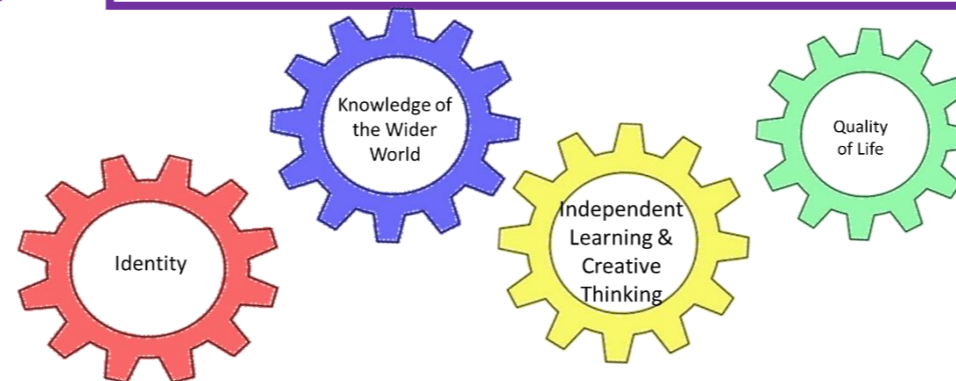 Identity
Knowledge of
the Wider
World
Independent
Learning &
Creative
Thinking
Quality
of Life